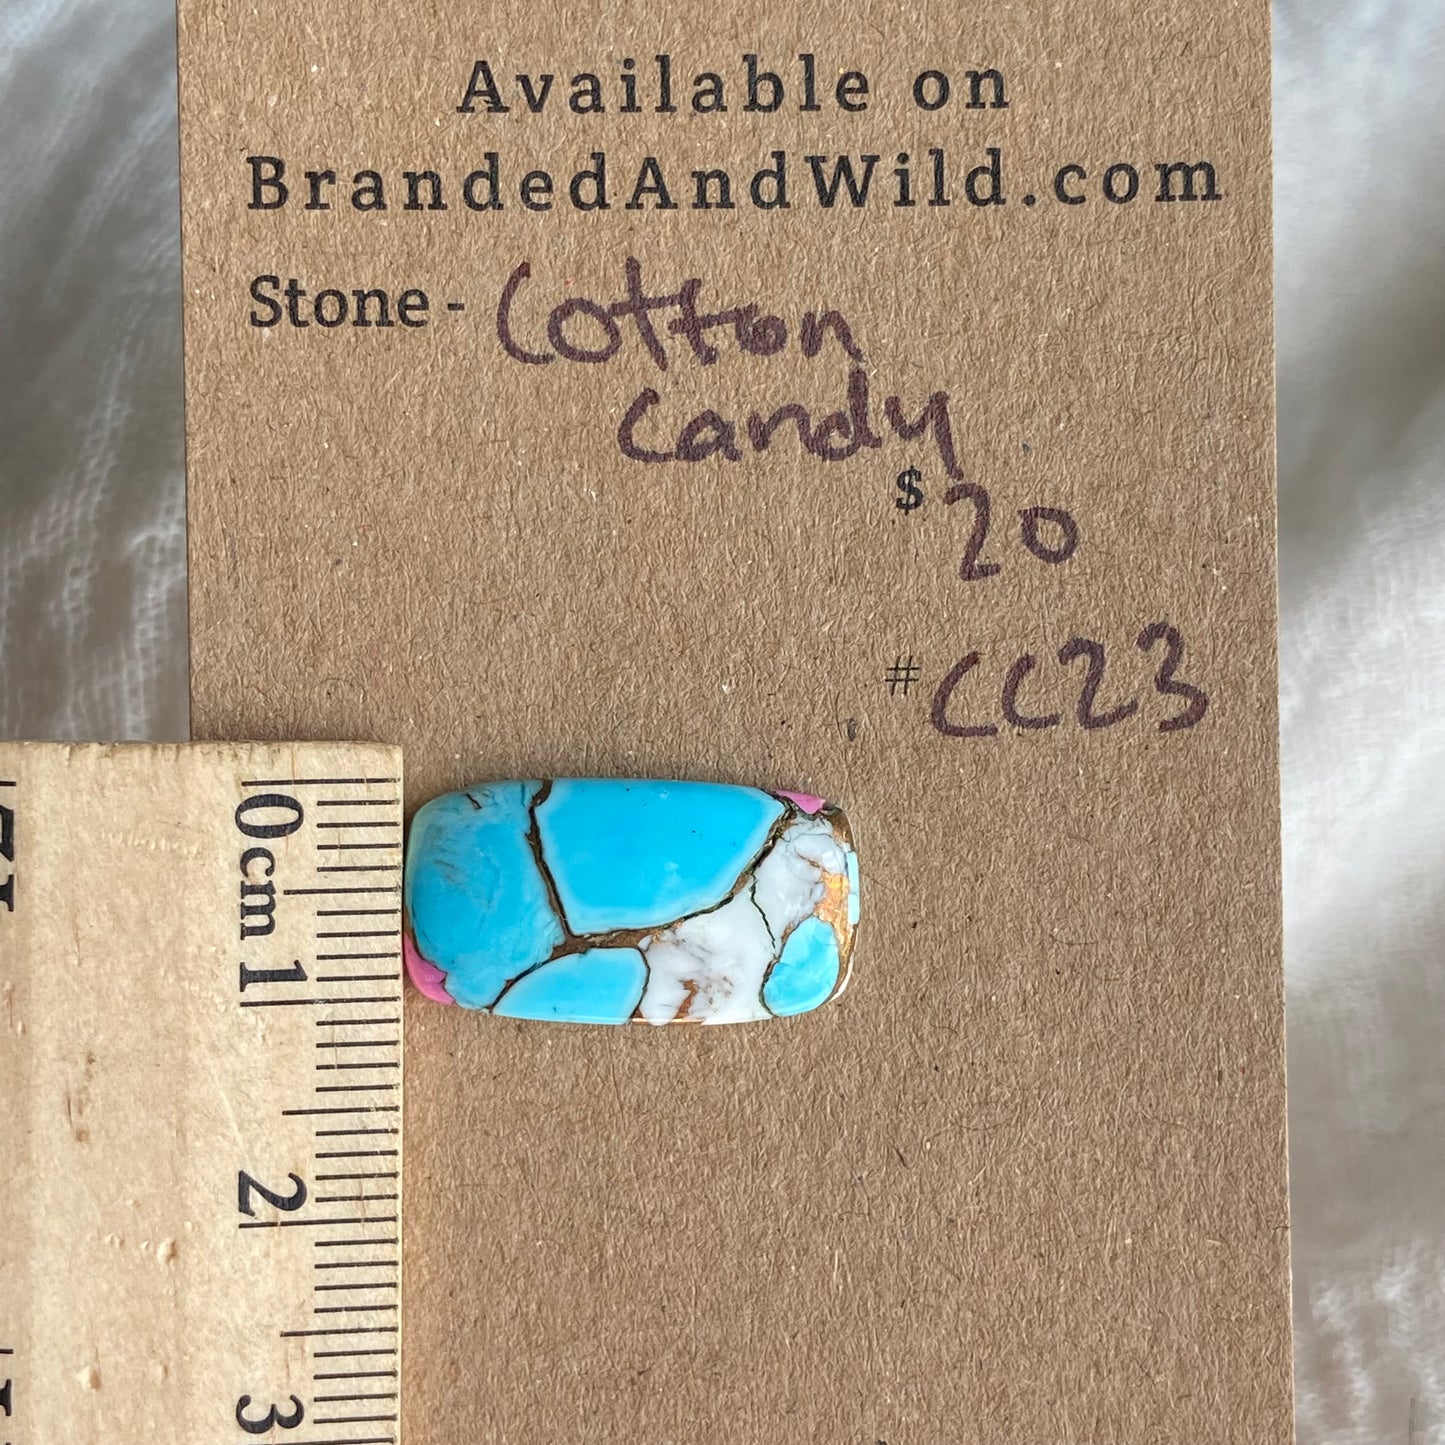 Available on
BrandedAndWild.com
Stone - Cotton
Candy
$ 20
# CC23
0cm 1 2 3